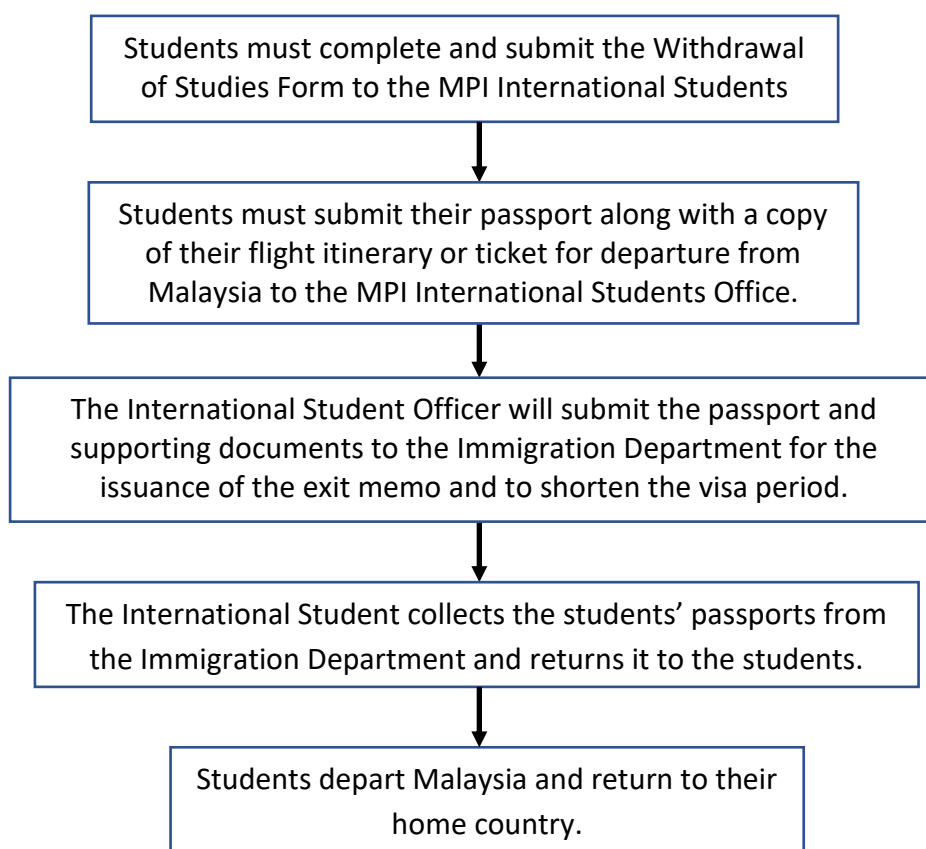 Students must complete and submit the Withdrawal
of Studies Form to the MPI International Students
Students must submit their passport along with a copy
of their flight itinerary or ticket for departure from
Malaysia to the MPI International Students Office.
The International Student Officer will submit the passport and
supporting documents to the Immigration Department for the
issuance of the exit memo and to shorten the visa period.
The International Student collects the students’ passports from
the Immigration Department and returns it to the students.
Students depart Malaysia and return to their
home country.